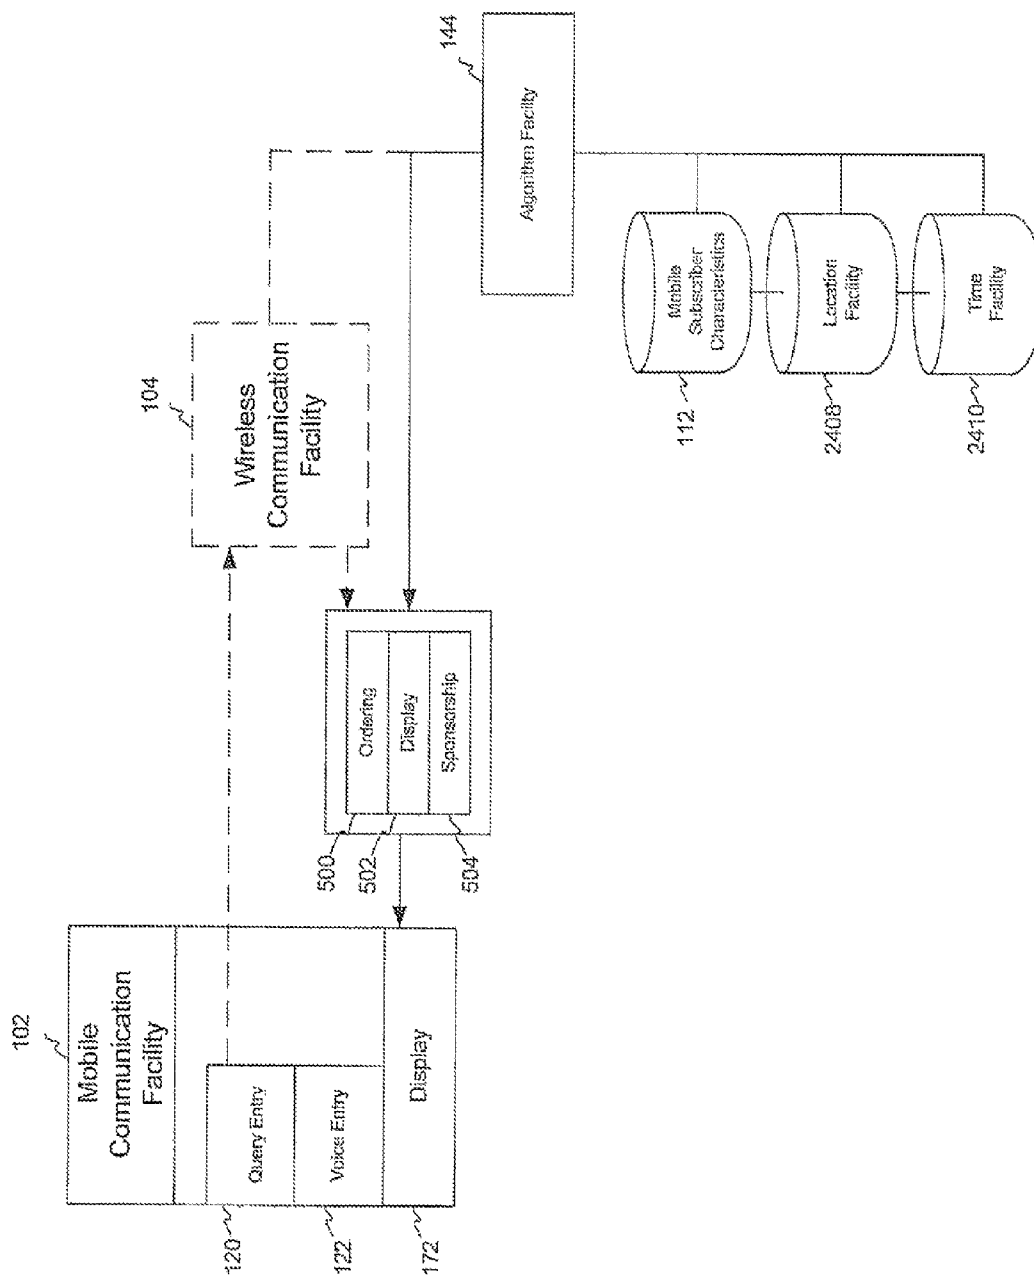 102
Mobile
Communication
Facility
120
Query Entry
122
Voice Entry
172
Display
500
Ordering
502
Display
504
Sponsorship
104
Wireless
Communication
Facility
144
Algorithm Facility
112
Mobile
Subscriber
Characteristics
2408
Location
Facility
2410
Time
Facility